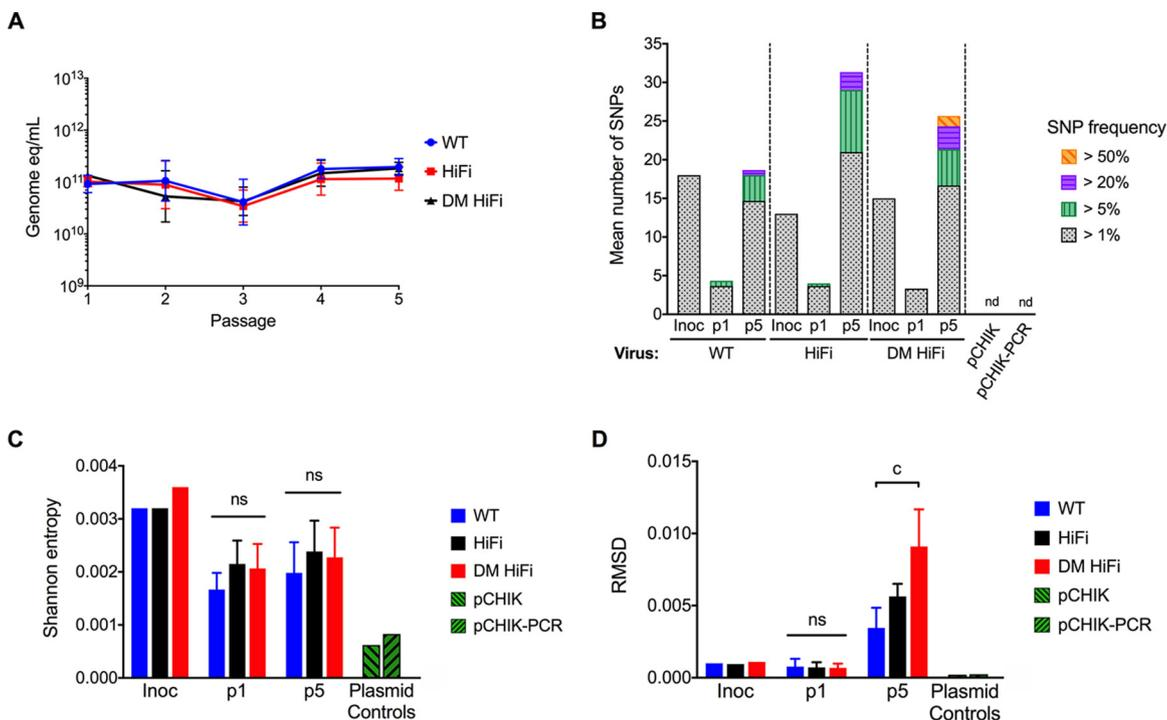 A
10^13
10^12
10^11
10^10
10^9
Genome eq/mL
1 2 3 4 5
Passage
WT
HiFi
DM HiFi
B
35
30
25
20
15
10
5
0
Mean number of SNPs
nd nd
Inoc p1 p5 Inoc p1 p5 Inoc p1 p5
Virus: WT HiFi DM HiFi
pCHIK
pCHIK-PCR
SNP frequency
> 50%
> 20%
> 5%
> 1%
C
0.004
0.003
0.002
0.001
0.000
Shannon entropy
ns
ns
Inoc p1 p5 Plasmid
Controls
WT
HiFi
DM HiFi
pCHIK
pCHIK-PCR
D
0.015
0.010
0.005
0.000
RMSD
ns
c
Inoc p1 p5 Plasmid
Controls
WT
HiFi
DM HiFi
pCHIK
pCHIK-PCR